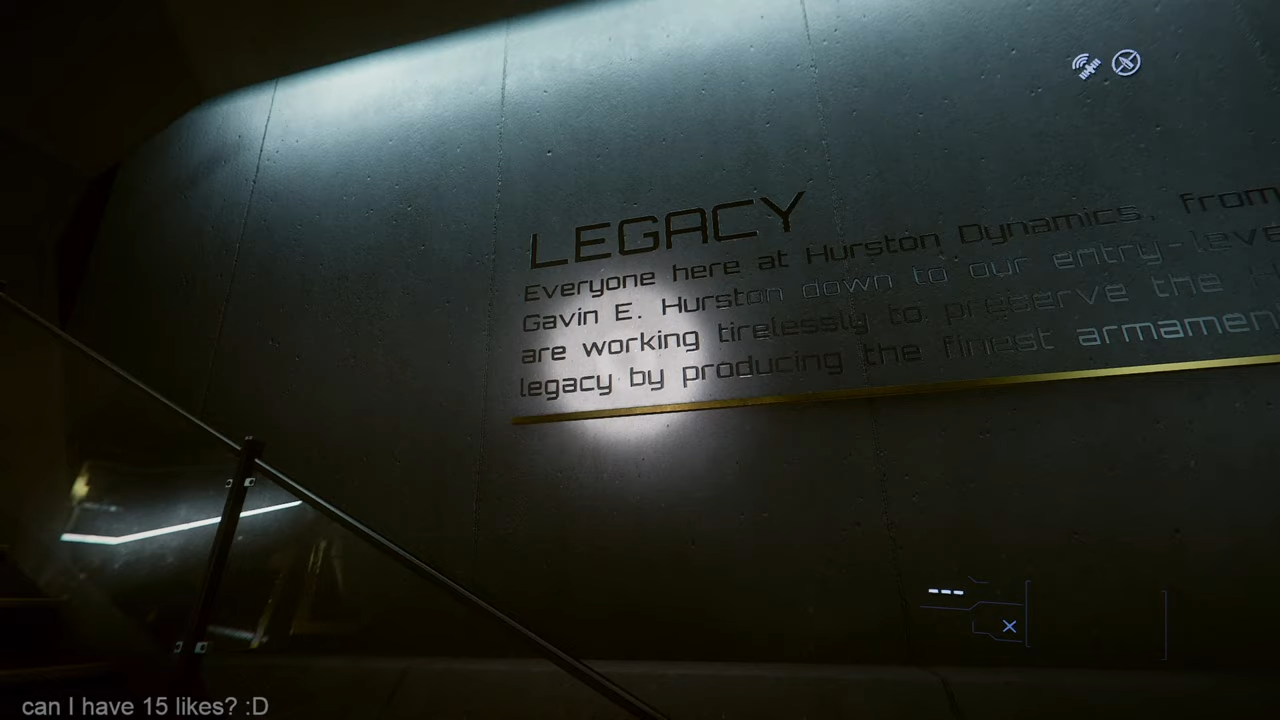 LEGACY
Everyone here at Hurston Dynamics, from
Gavin E. Hurston down to our entry-leve
are working tirelessly to preserve the H
legacy by producing the finest armamen
can I have 15 likes? :D